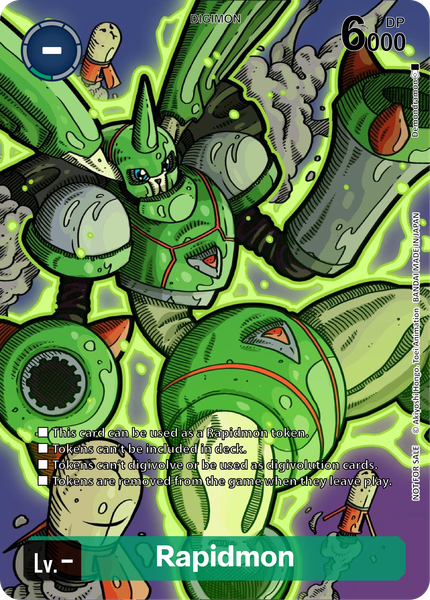 DIGIMON
-
6000
DP
Demondramon
NOT FOR SALE © Akiyoshi Hongo, Toei Animation BANDAI MADE IN JAPAN
■ This card can be used as a Rapidmon token.
■ Tokens can't be included in deck.
■ Tokens can't digivolve or be used as digivolution cards.
■ Tokens are removed from the game when they leave play.
Lv.-
Rapidmon